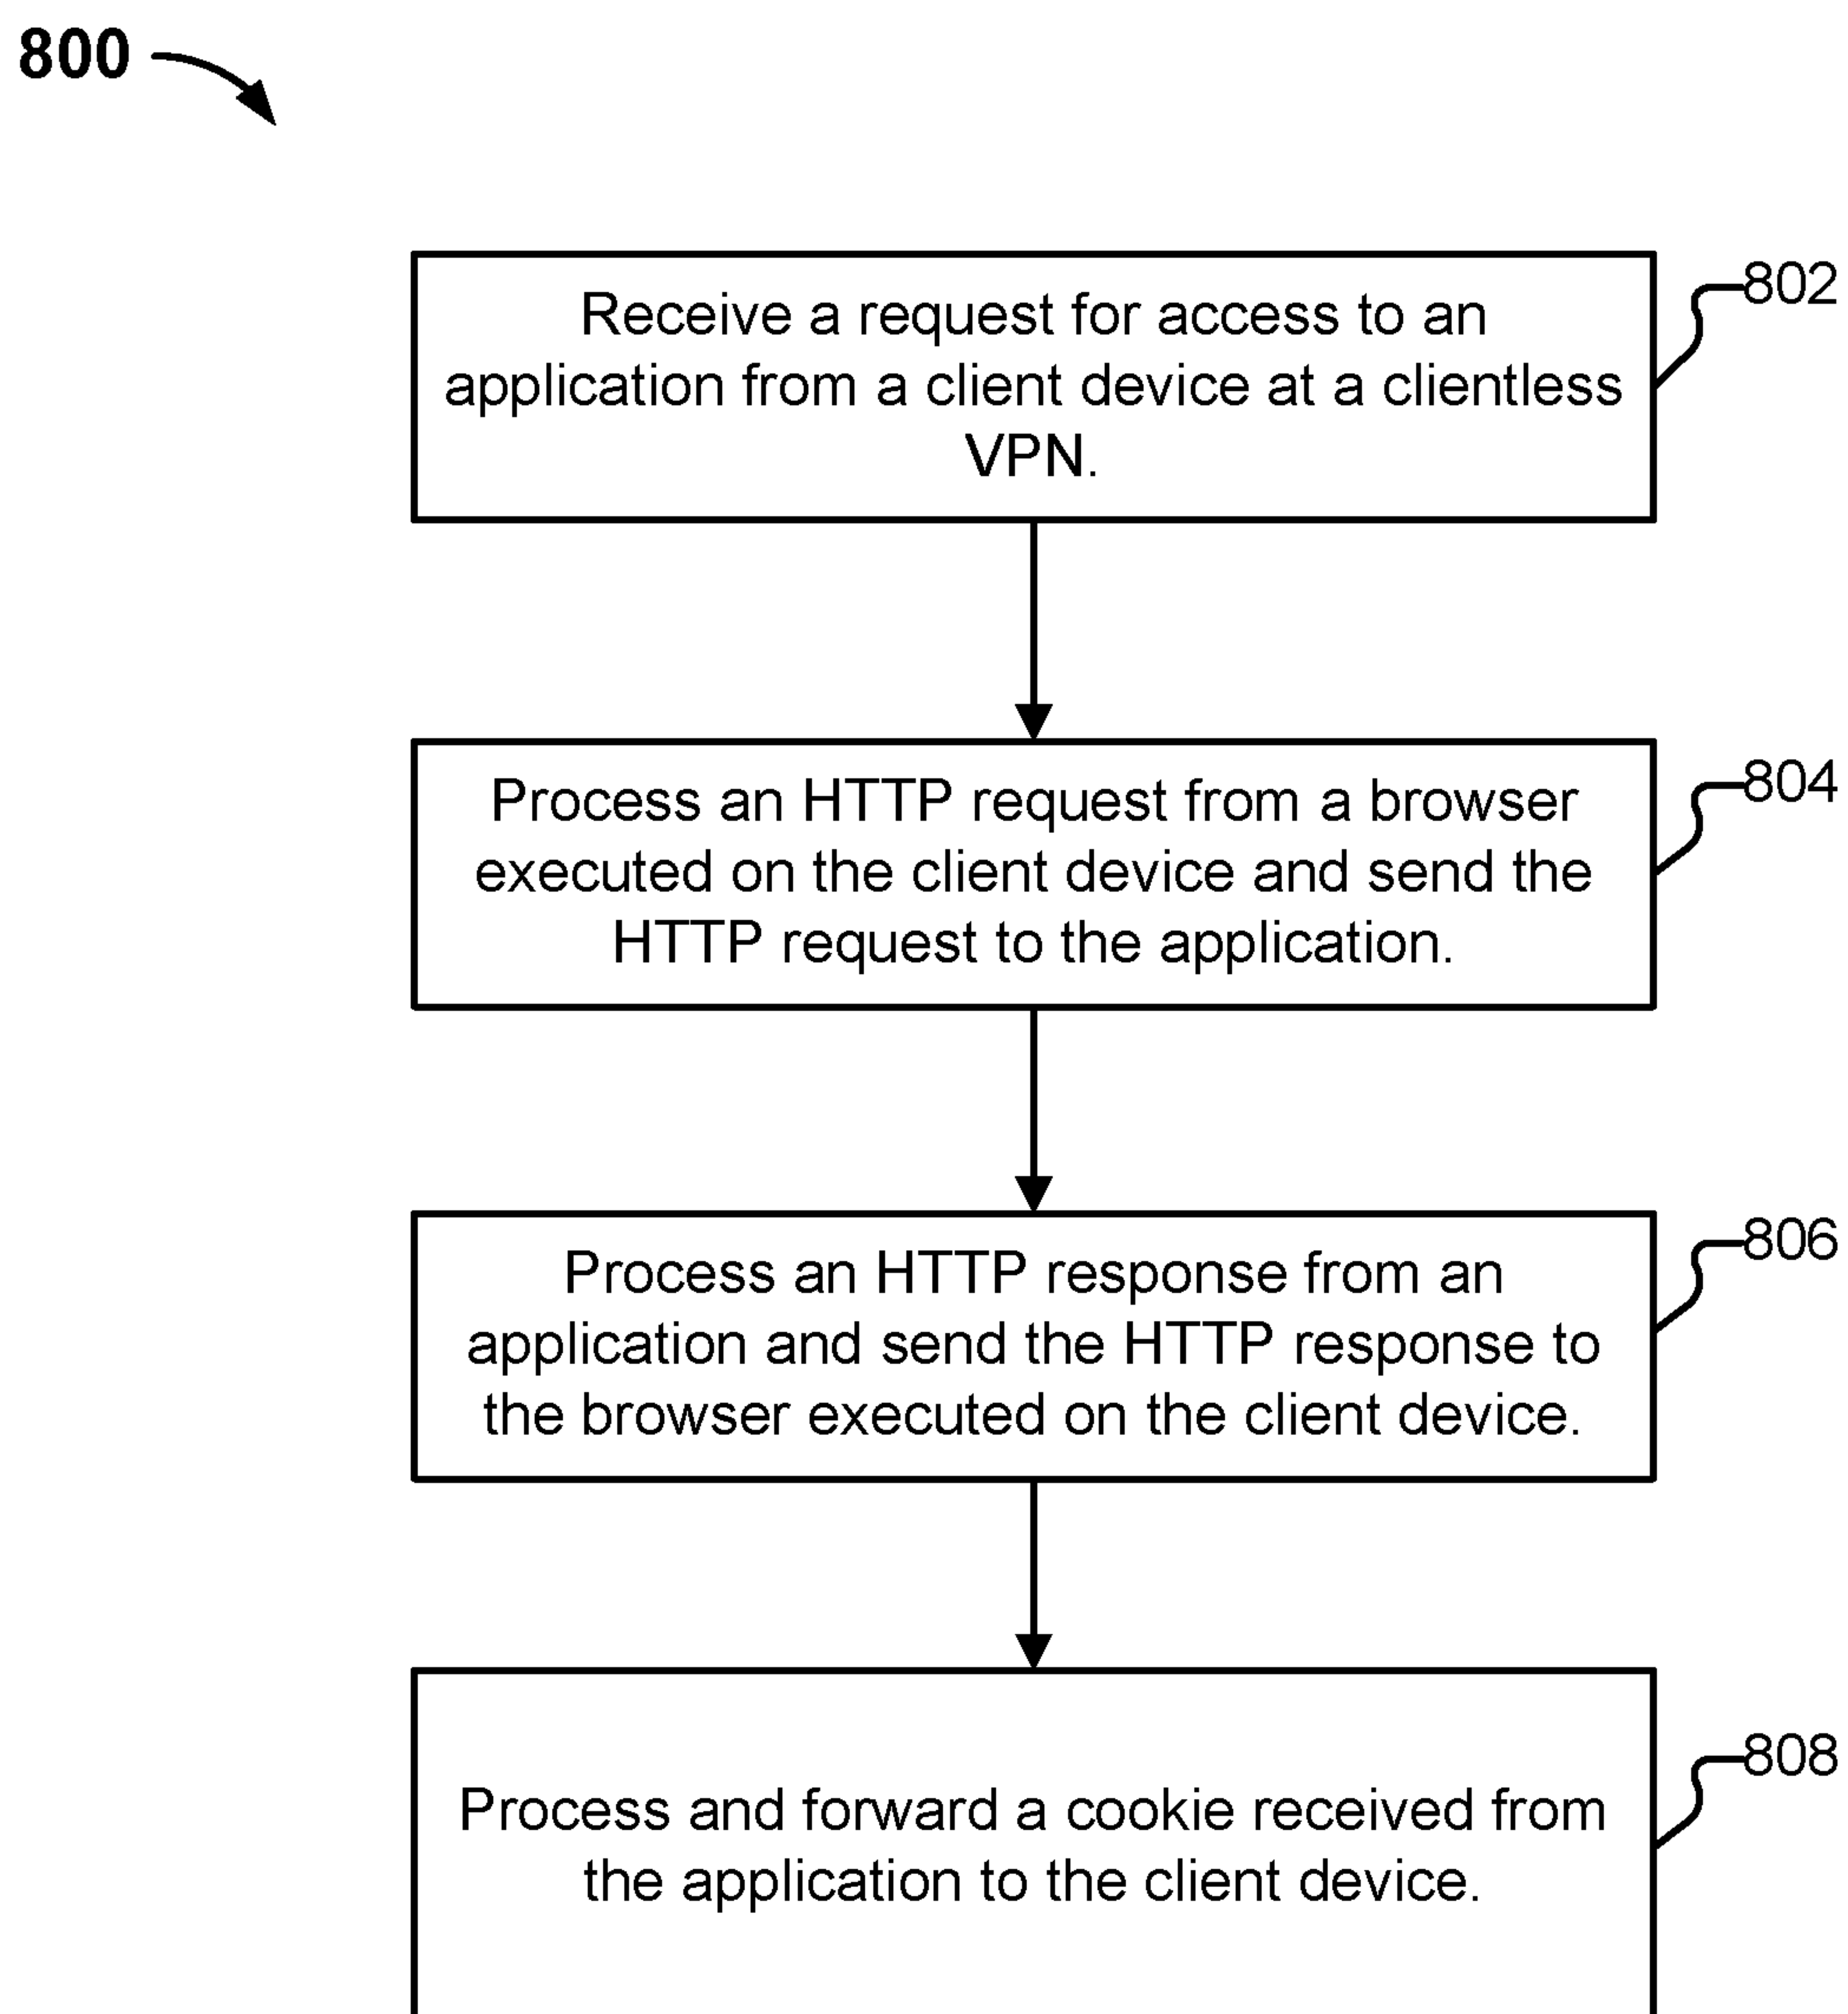 800
802
Receive a request for access to an
application from a client device at a clientless
VPN.
804
Process an HTTP request from a browser
executed on the client device and send the
HTTP request to the application.
806
Process an HTTP response from an
application and send the HTTP response to
the browser executed on the client device.
808
Process and forward a cookie received from
the application to the client device.